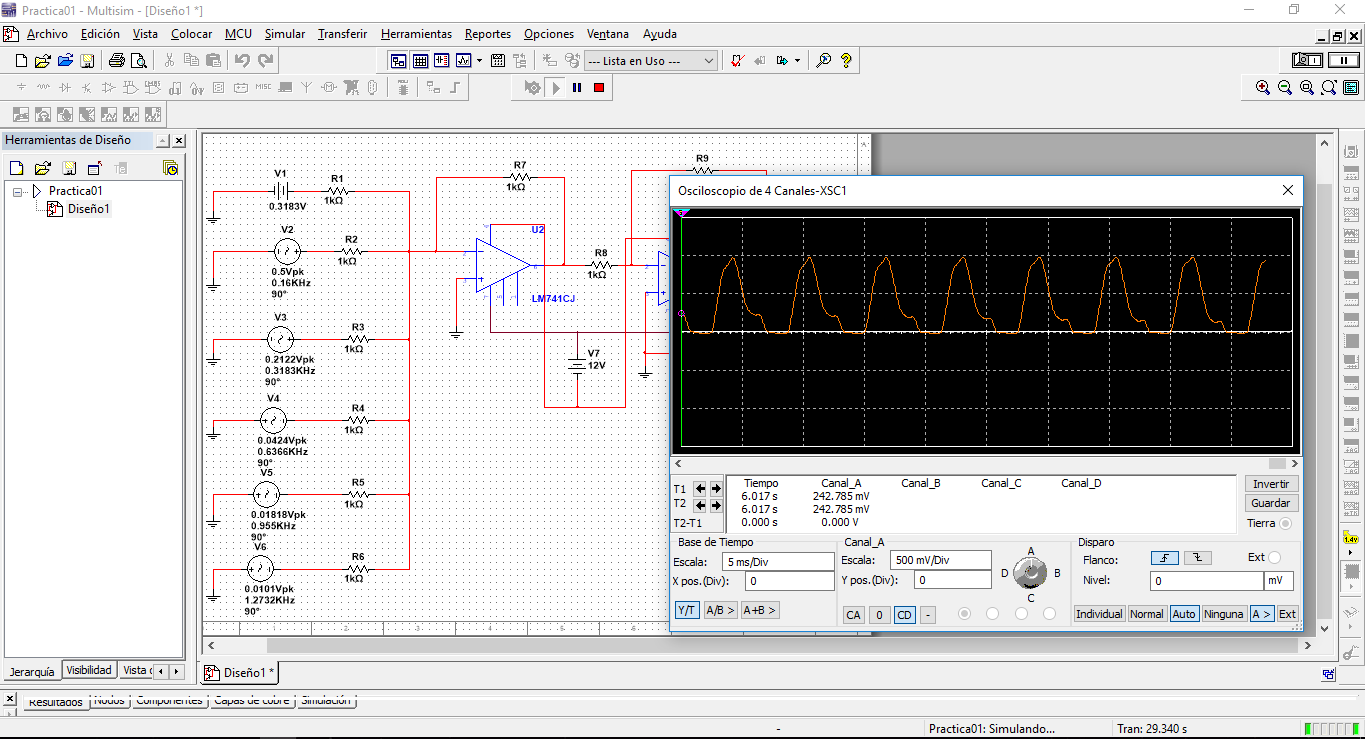 Practica01 - Multisim - [Diseño1 *]
Archivo Edición Vista Colocar MCU Simular Transferir Herramientas Reportes Opciones Ventana Ayuda
--- Lista en Uso ---
MISC
Herramientas de Diseño
Practica01
Diseño1
V1
0.3183V
R1
1kΩ
V2
0.5Vpk
0.16KHz
90°
R2
1kΩ
V3
0.2122Vpk
0.3183KHz
90°
R3
1kΩ
V4
0.0424Vpk
0.6366KHz
90°
R4
1kΩ
V5
0.01818Vpk
0.955KHz
90°
R5
1kΩ
V6
0.0101Vpk
1.2732KHz
90°
R6
1kΩ
R7
1kΩ
U2
LM741CJ
R8
1kΩ
V7
12V
R9
Osciloscopio de 4 Canales-XSC1
Tiempo Canal_A Canal_B Canal_C Canal_D
T1 6.017 s 242.785 mV
T2 6.017 s 242.785 mV
T2-T1 0.000 s 0.000 V
Invertir
Guardar
Tierra
Base de Tiempo
Escala: 5 ms/Div
X pos.(Div): 0
Y/T A/B > A+B >
Canal_A
Escala: 500 mV/Div
Y pos.(Div): 0
CA 0 CD -
A
D B
C
Disparo
Flanco: Ext
Nivel: 0 mV
Individual Normal Auto Ninguna A > Ext
1.4v
Jerarquía Visibilidad Vista
Diseño1 *
Resultados Nodos Componentes Capas de cobre Simulación
-
Practica01: Simulando... Tran: 29.340 s